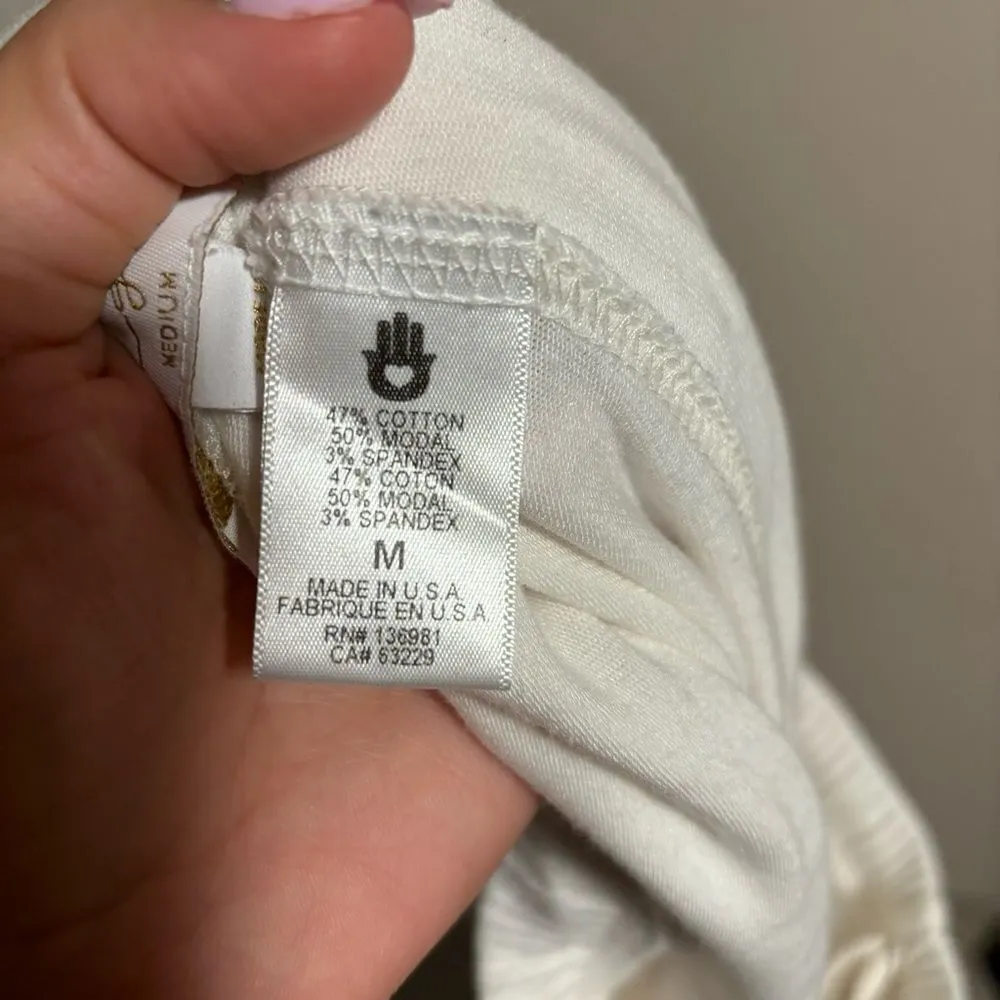 MEDIUM
47% COTTON
50% MODAL
3% SPANDEX
47% COTON
50% MODAL
3% SPANDEX
M
MADE IN U.S.A
FABRIQUE EN U.S.A
RN# 136981
CA# 63229